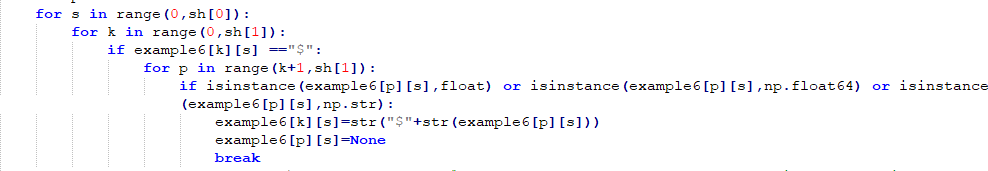 for s in range(0,sh[0]):
for k in range(0,sh[1]):
if example6[k][s] =="$":
for p in range(k+1,sh[1]):
if isinstance(example6[p][s],float) or isinstance(example6[p][s],np.float64) or isinstance
(example6[p][s],np.str):
example6[k][s]=str("$"+str(example6[p][s]))
example6[p][s]=None
break